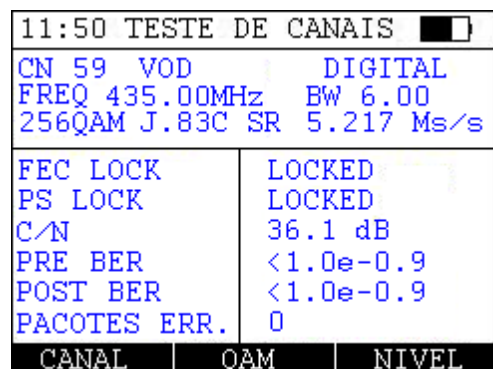 11:50 TESTE DE CANAIS
CN 59 VOD DIGITAL
FREQ 435.00MHz BW 6.00
256QAM J.83C SR 5.217 Ms/s
FEC LOCK LOCKED
PS LOCK LOCKED
C/N 36.1 dB
PRE BER <1.0e-0.9
POST BER <1.0e-0.9
PACOTES ERR. 0
CANAL QAM NIVEL